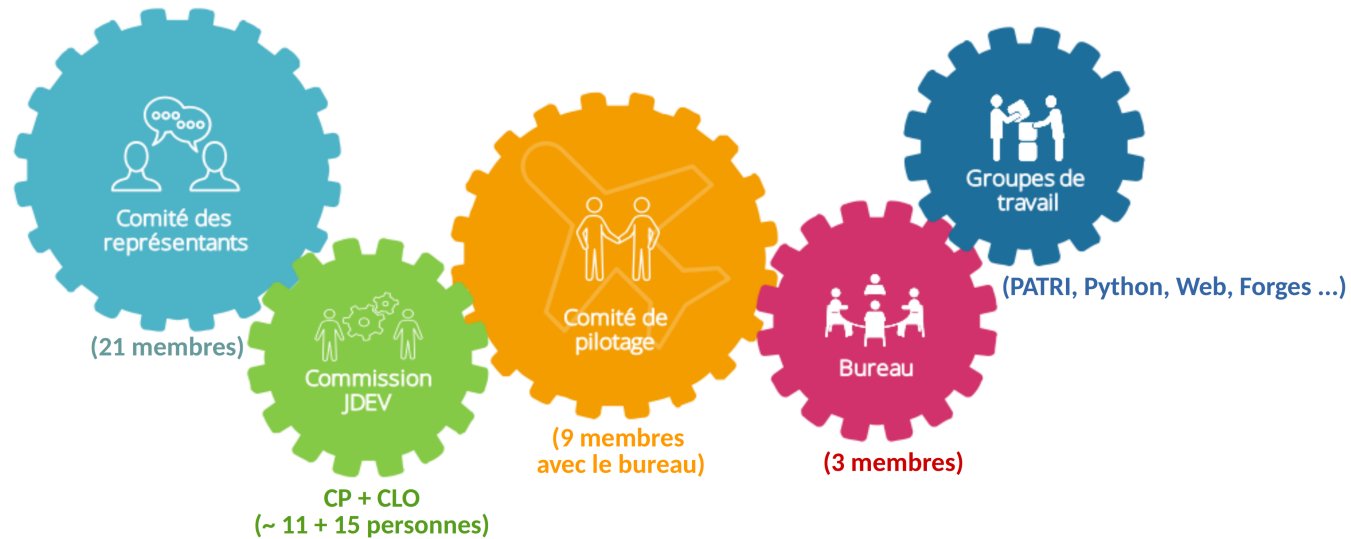 Comité des
représentants
(21 membres)
Commission
JDEV
CP + CLO
(~ 11 + 15 personnes)
Comité de
pilotage
(9 membres
avec le bureau)
Bureau
(3 membres)
Groupes de
travail
(PATRI, Python, Web, Forges ...)